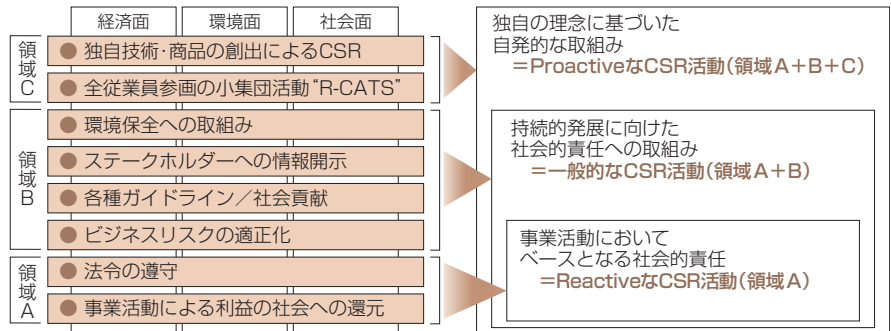 経済面 環境面 社会面
領域C
● 独自技術・商品の創出によるCSR
● 全従業員参画の小集団活動“R-CATS”
領域B
● 環境保全への取組み
● ステークホルダーへの情報開示
● 各種ガイドライン／社会貢献
● ビジネスリスクの適正化
領域A
● 法令の遵守
● 事業活動による利益の社会への還元
独自の理念に基づいた
自発的な取組み
＝ProactiveなCSR活動（領域A＋B＋C）
持続的発展に向けた
社会的責任への取組み
＝一般的なCSR活動（領域A＋B）
事業活動において
ベースとなる社会的責任
＝ReactiveなCSR活動（領域A）